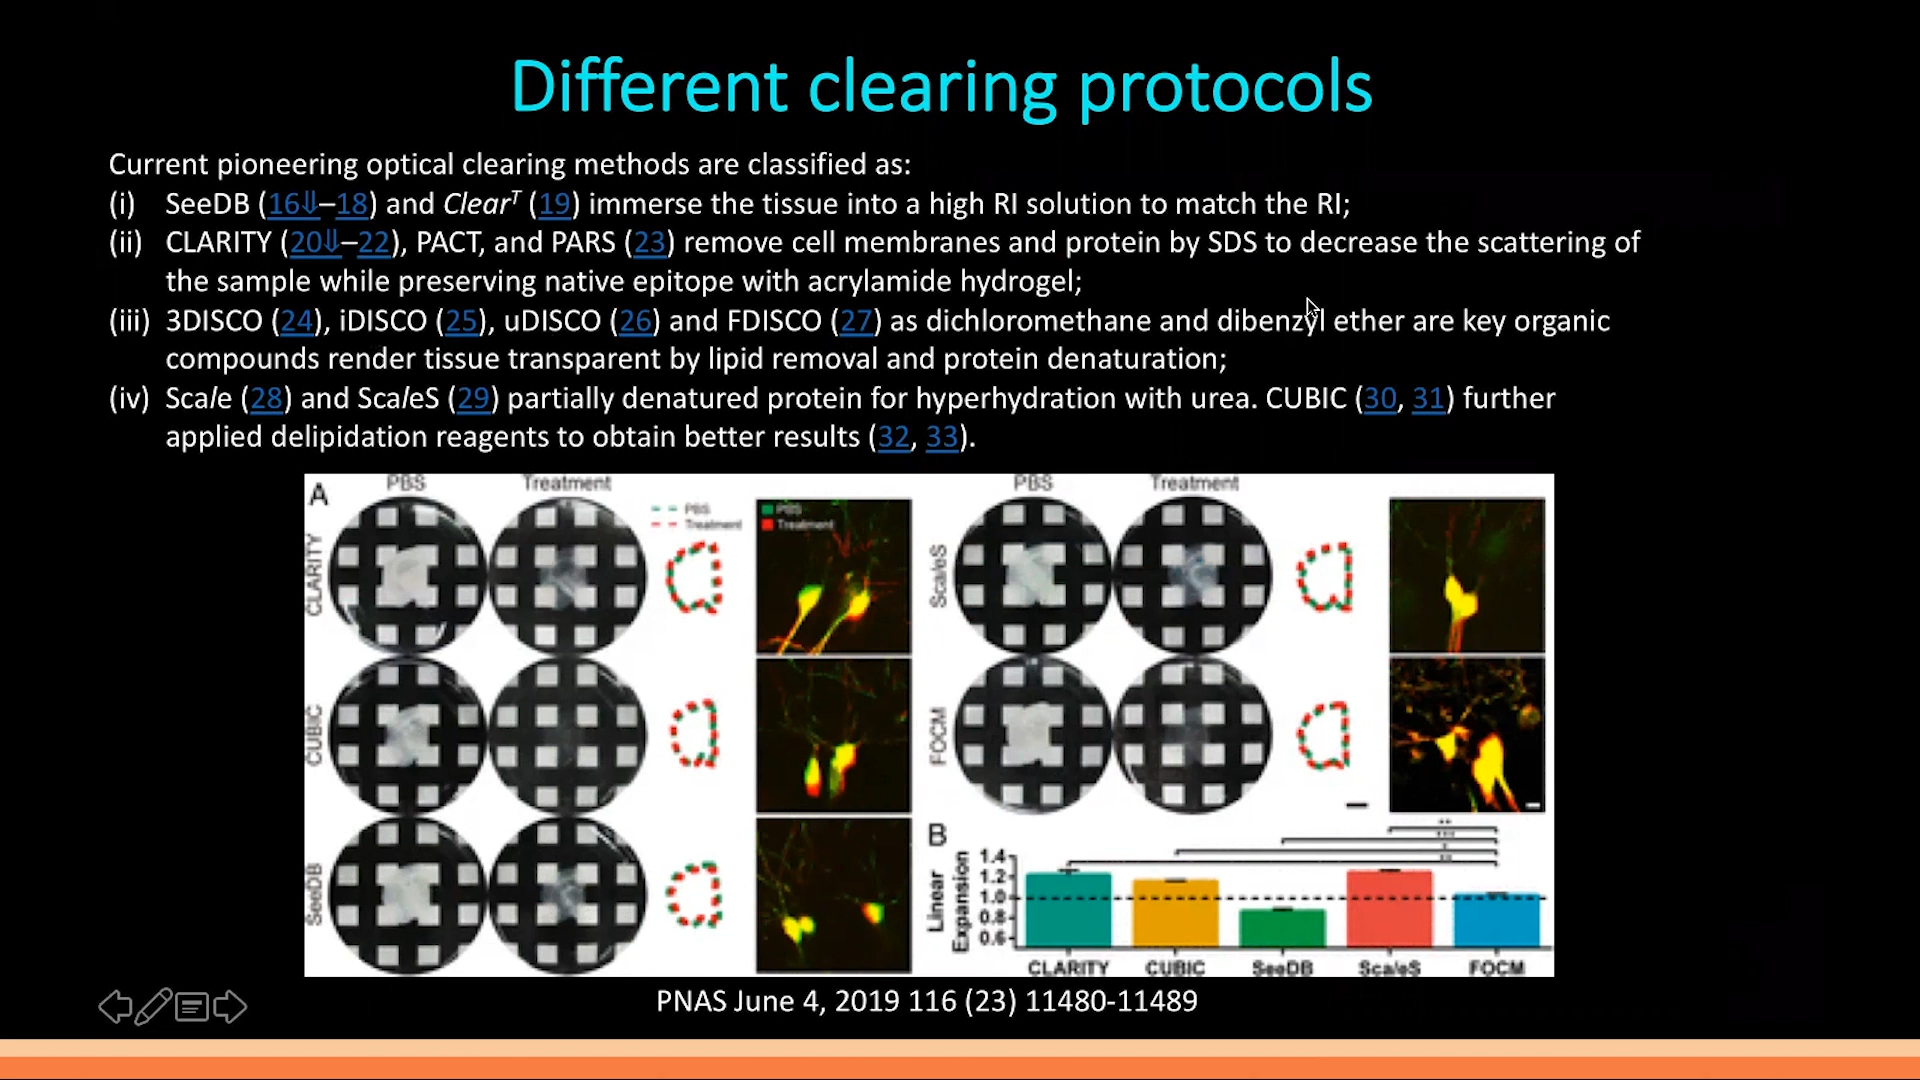 Different clearing protocols
Current pioneering optical clearing methods are classified as:
(i) SeeDB (16⇓–18) and Clearᵀ (19) immerse the tissue into a high RI solution to match the RI;
(ii) CLARITY (20⇓–22), PACT, and PARS (23) remove cell membranes and protein by SDS to decrease the scattering of
the sample while preserving native epitope with acrylamide hydrogel;
(iii) 3DISCO (24), iDISCO (25), uDISCO (26) and FDISCO (27) as dichloromethane and dibenzyl ether are key organic
compounds render tissue transparent by lipid removal and protein denaturation;
(iv) Scale (28) and ScaleS (29) partially denatured protein for hyperhydration with urea. CUBIC (30, 31) further
applied delipidation reagents to obtain better results (32, 33).
A
PBS Treatment
PBS
Treatment
PBS
Treatment
CLARITY
CUBIC
SeeDB
PBS Treatment
ScaleS
FOCM
B
**
***
*
**
Linear
Expansion
1.4
1.2
1.0
0.8
0.6
CLARITY CUBIC SeeDB ScaleS FOCM
PNAS June 4, 2019 116 (23) 11480-11489